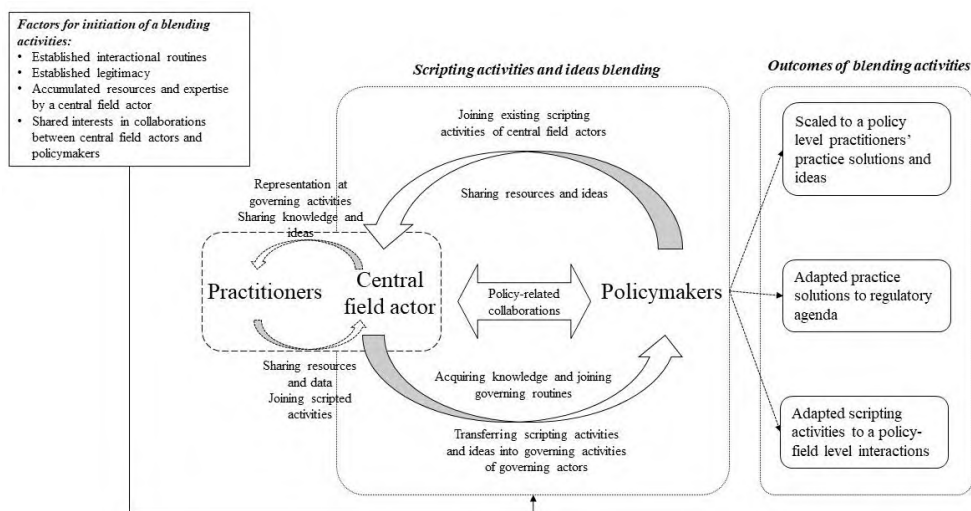 Factors for initiation of a blending
activities:
• Established interactional routines
• Established legitimacy
• Accumulated resources and expertise
by a central field actor
• Shared interests in collaborations
between central field actors and
policymakers
Scripting activities and ideas blending
Joining existing scripting
activities of central field actors
Sharing resources and ideas
Representation at
governing activities
Sharing knowledge and
ideas
Practitioners
Central
field actor
Policy-related
collaborations
Policymakers
Sharing resources
and data
Joining scripted
activities
Acquiring knowledge and joining
governing routines
Transferring scripting activities
and ideas into governing activities
of governing actors
Outcomes of blending activities
Scaled to a policy
level practitioners'
practice solutions and
ideas
Adapted practice
solutions to regulatory
agenda
Adapted scripting
activities to a policy-
field level interactions